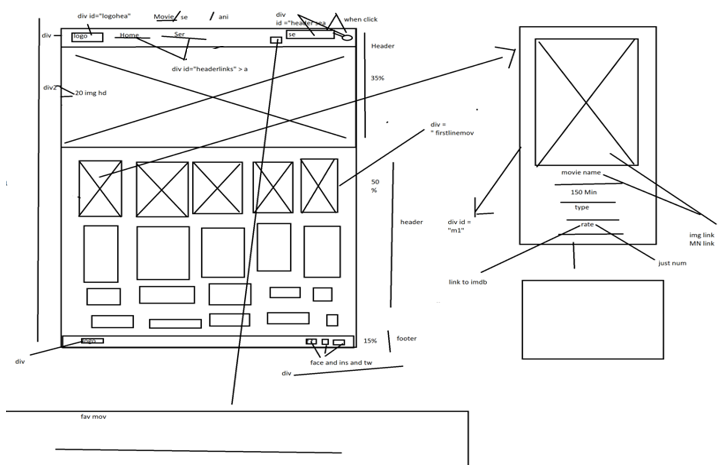 div id="logohea"
Movie
se
ani
div
id ="header sea
when click
div
logo
Home
Ser
se
Header
div id="headerlinks" > a
35%
div2
20 img hd
div =
" firstlinemov
50
%
header
movie name
150 Min
type
rate
div id =
"m1"
img link
MN link
just num
link to imdb
logo
15%
footer
div
face and ins and tw
div
fav mov